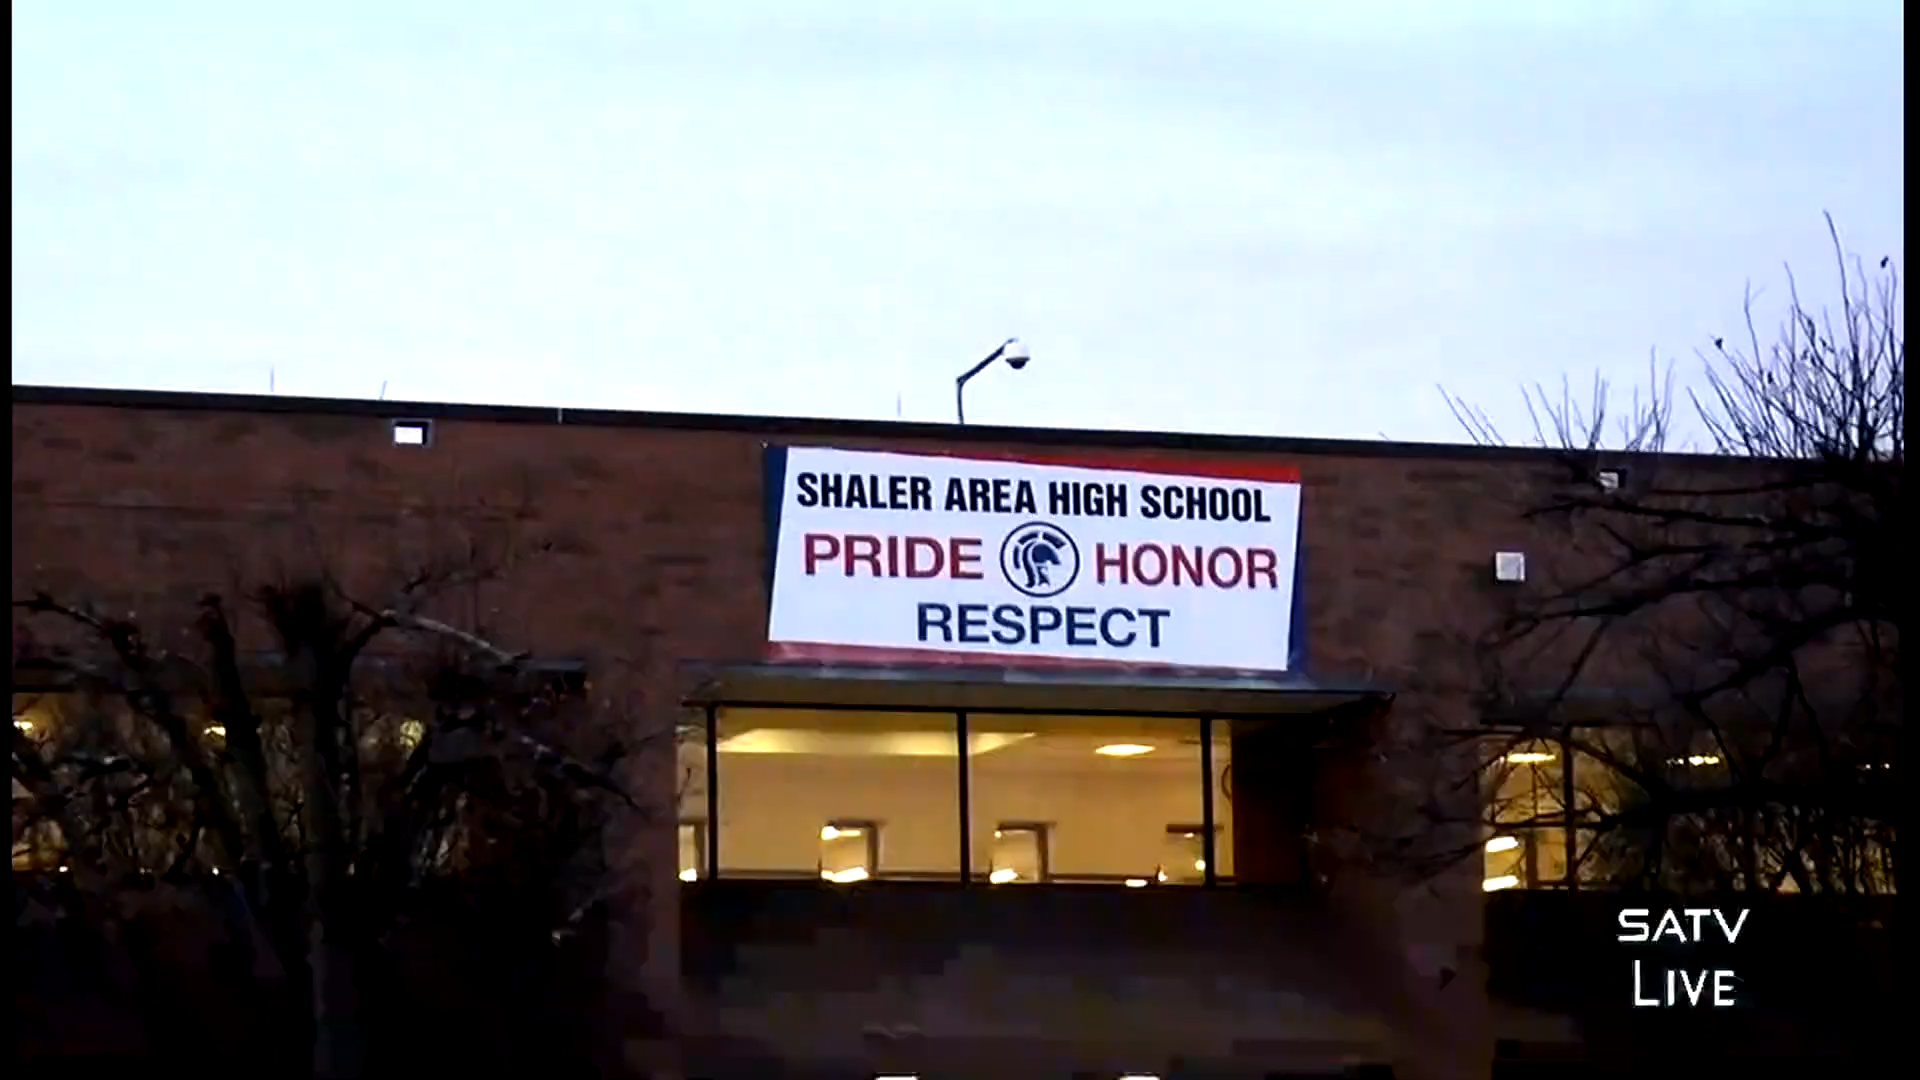 SHALER AREA HIGH SCHOOL
PRIDE HONOR
RESPECT
SATV
LIVE